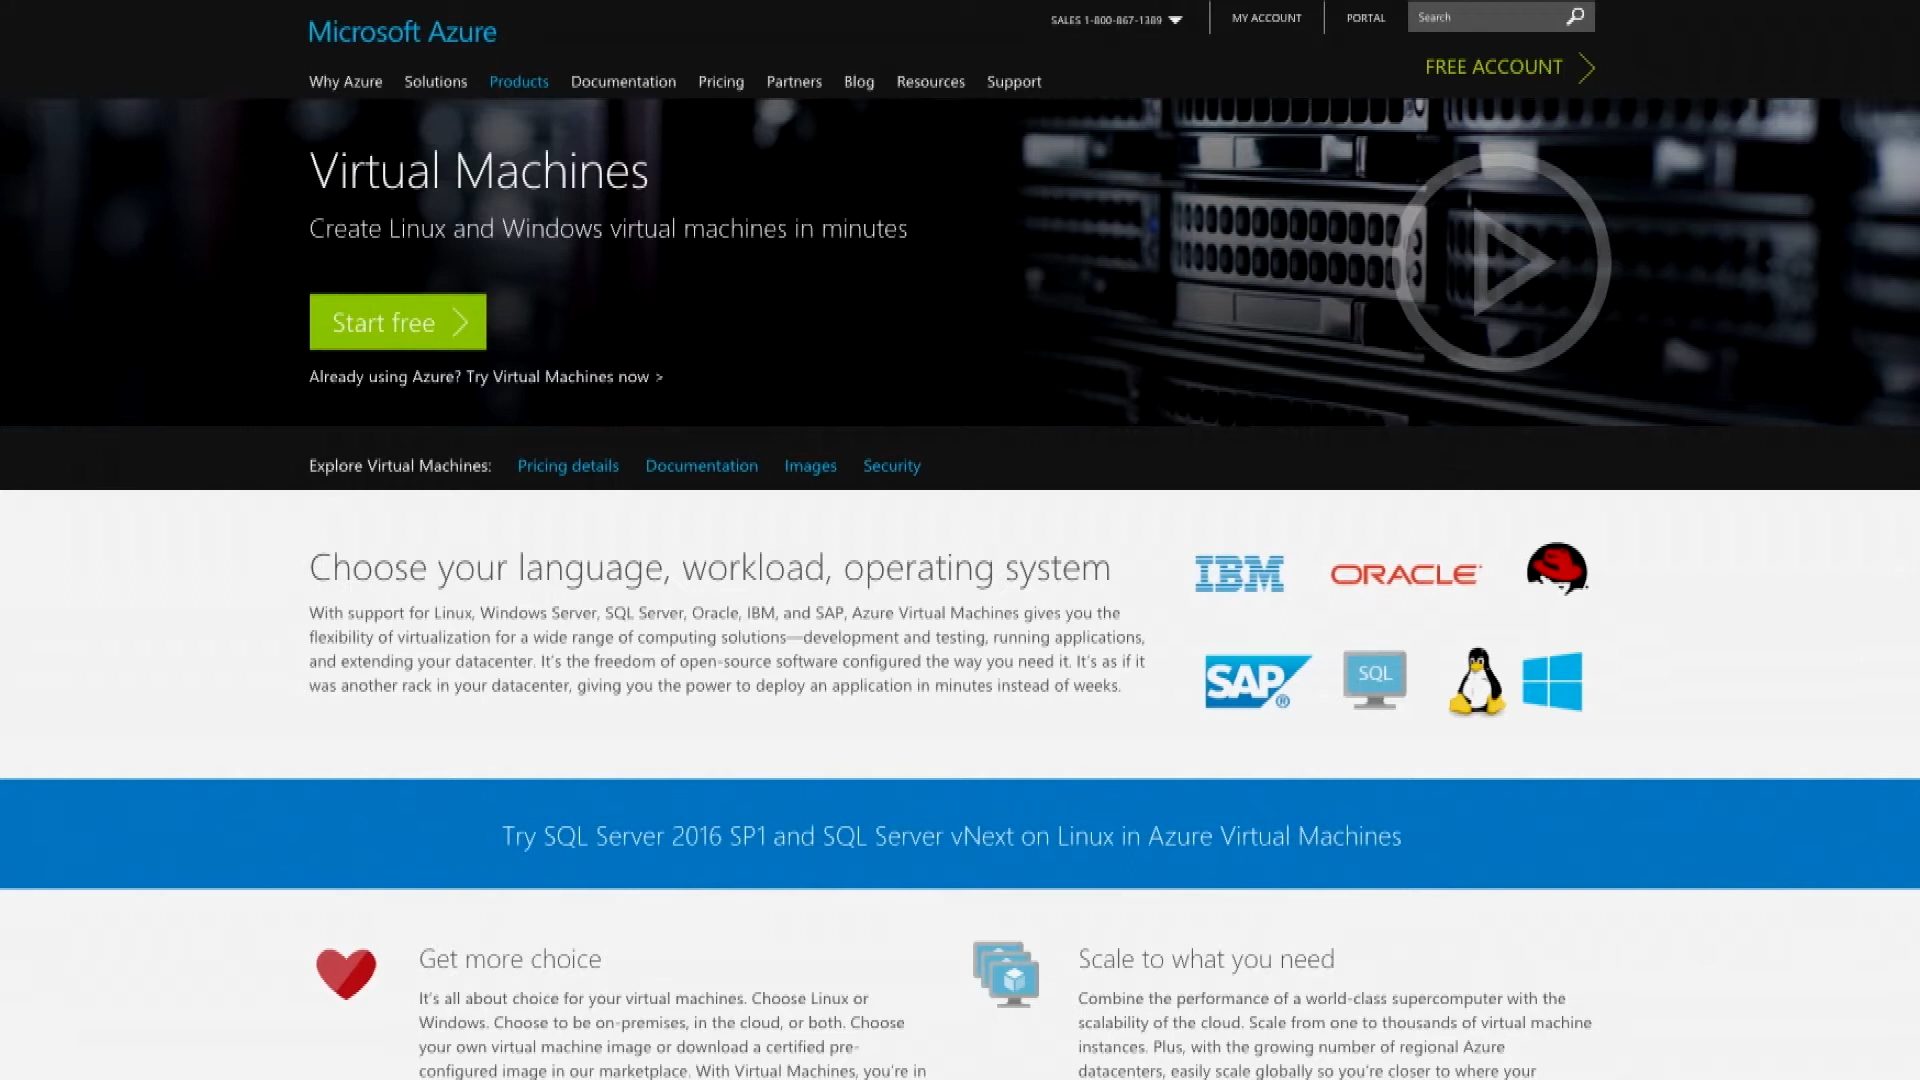 SALES 1-800-867-1389
MY ACCOUNT
PORTAL
Search
Microsoft Azure
FREE ACCOUNT
Why Azure Solutions Products Documentation Pricing Partners Blog Resources Support
Virtual Machines
Create Linux and Windows virtual machines in minutes
Start free
Already using Azure? Try Virtual Machines now >
Explore Virtual Machines: Pricing details Documentation Images Security
Choose your language, workload, operating system
With support for Linux, Windows Server, SQL Server, Oracle, IBM, and SAP, Azure Virtual Machines gives you the
flexibility of virtualization for a wide range of computing solutions—development and testing, running applications,
and extending your datacenter. It's the freedom of open-source software configured the way you need it. It's as if it
was another rack in your datacenter, giving you the power to deploy an application in minutes instead of weeks.
IBM ORACLE
SAP® SQL
Try SQL Server 2016 SP1 and SQL Server vNext on Linux in Azure Virtual Machines
Get more choice
It's all about choice for your virtual machines. Choose Linux or
Windows. Choose to be on-premises, in the cloud, or both. Choose
your own virtual machine image or download a certified pre-
configured image in our marketplace. With Virtual Machines, you're in
Scale to what you need
Combine the performance of a world-class supercomputer with the
scalability of the cloud. Scale from one to thousands of virtual machine
instances. Plus, with the growing number of regional Azure
datacenters, easily scale globally so you're closer to where your